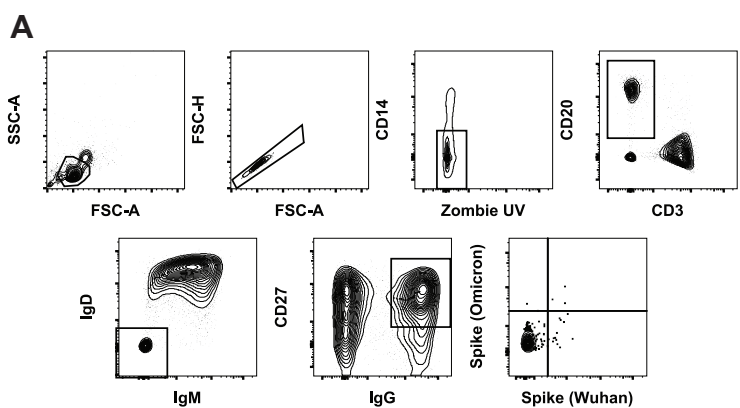 A
SSC-A
FSC-A
FSC-H
FSC-A
CD14
Zombie UV
CD20
CD3
IgD
IgM
CD27
IgG
Spike (Omicron)
Spike (Wuhan)